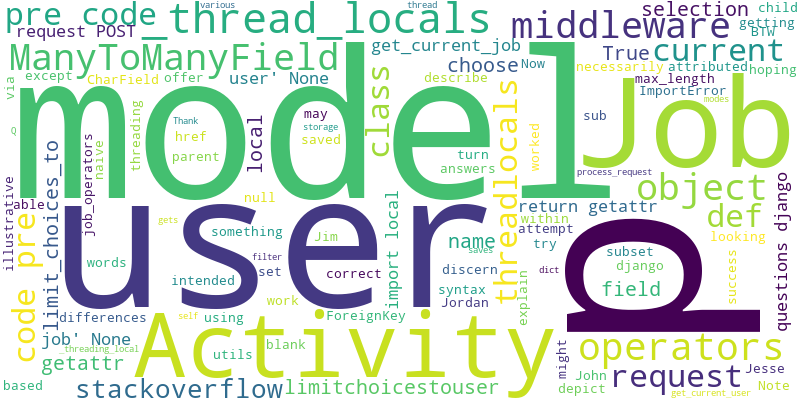 pre code
_thread_locals
various
thread
middleware
selection
child
getting
request POST
ManyToManyField
get_current_job
True
current
BTW
via
except
CharField
offer
user' None
choose
Now
necessarily
attributed
hoping
describe
max_length
ImportError
modes
model
Job
class
threadlocals
Q
Thank
may
sub
threading
href
local
storage
saved
worked
naive
parent
turn
answers
process_request
able
job_operators
null
return getattr
object
illustrative
limit_choices_to
code pre
user
p
import local
name
within
attempt
def
questions django
gets
something
Jim
looking
words
filter
discern
saves
try
subset
django
intended
set
correct
syntax
dict
field
success
differences
self
using
work
ForeignKey
Jordan
explain
Activity
job' None
_threading_local
utils
blank
might
operators
getattr
based
stackoverflow
limitchoicestouser
request
John
depict
Jesse
Note
get_current_user